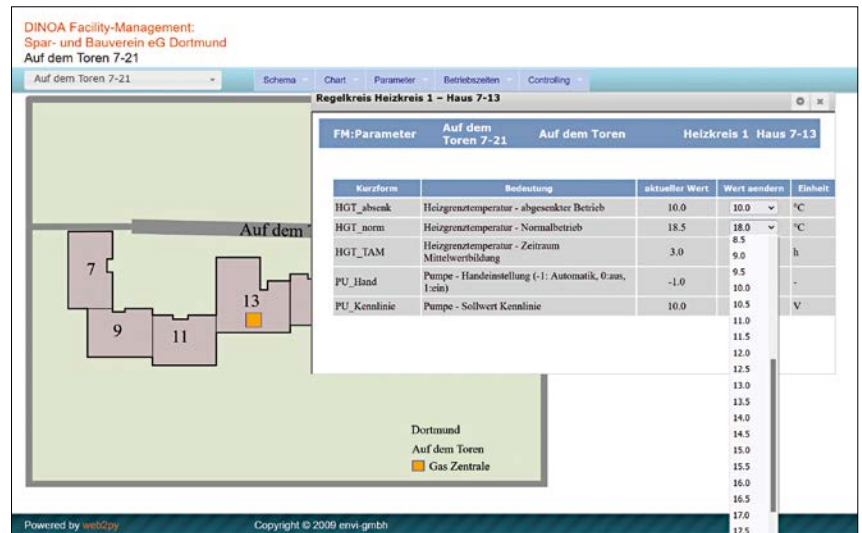 DINOA Facility-Management:
Spar- und Bauverein eG Dortmund
Auf dem Toren 7-21
Auf dem Toren 7-21
Schema Chart Parameter Betriebszeiten Controlling
Regelkreis Heizkreis 1 – Haus 7-13
FM:Parameter Auf dem Toren 7-21 Auf dem Toren Heizkreis 1 Haus 7-13
Kurzform Bedeutung aktueller Wert Wert aendern Einheit
HGT_absenk Heizgrenztemperatur - abgesenkter Betrieb 10.0 10.0 °C
HGT_norm Heizgrenztemperatur - Normalbetrieb 18.5 18.0 °C
HGT_TAM Heizgrenztemperatur - Zeitraum Mittelwertbildung 3.0 h
PU_Hand Pumpe - Handeinstellung (-1: Automatik, 0:aus, 1:ein) -1.0 -
PU_Kennlinie Pumpe - Sollwert Kennlinie 10.0 V
8.5
9.0
9.5
10.0
10.5
11.0
11.5
12.0
12.5
13.0
13.5
14.0
14.5
15.0
15.5
16.0
16.5
17.0
17.5
Auf dem
7
9
11
13
Dortmund
Auf dem Toren
Gas Zentrale
Powered by web2py Copyright © 2009 envi-gmbh